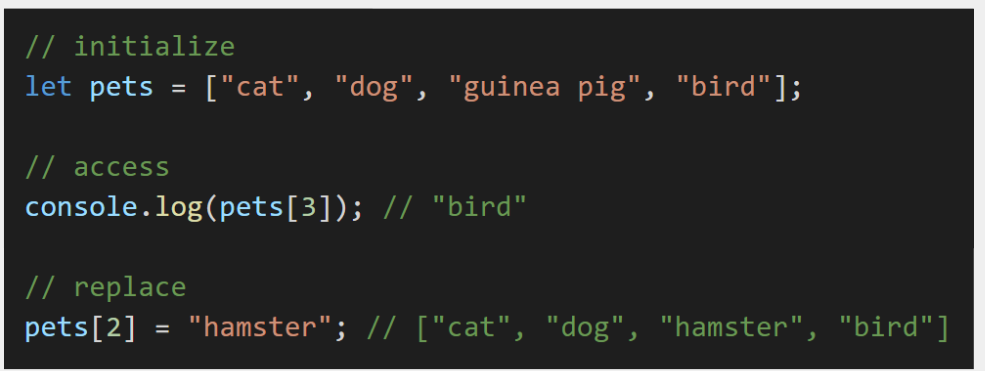 // initialize
let pets = ["cat", "dog", "guinea pig", "bird"];
// access
console.log(pets[3]); // "bird"
// replace
pets[2] = "hamster"; // ["cat", "dog", "hamster", "bird"]